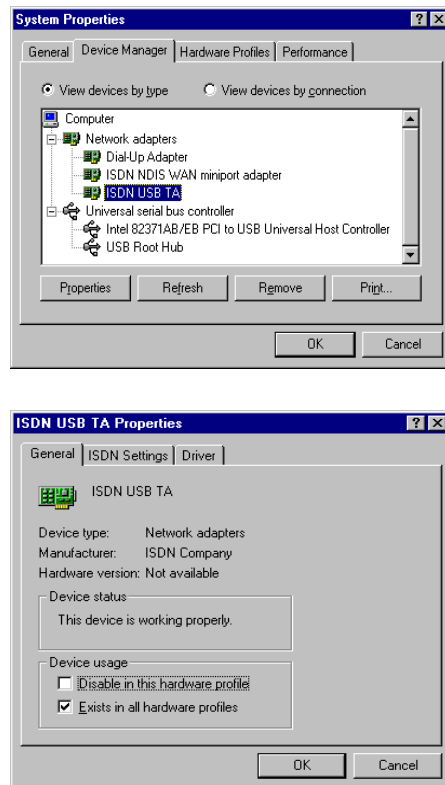 System Properties
General Device Manager Hardware Profiles Performance
View devices by type View devices by connection
Computer
Network adapters
Dial-Up Adapter
ISDN NDIS WAN miniport adapter
ISDN USB TA
Universal serial bus controller
Intel 82371AB/EB PCI to USB Universal Host Controller
USB Root Hub
Properties Refresh Remove Print...
OK Cancel
ISDN USB TA Properties
General ISDN Settings Driver
ISDN USB TA
Device type: Network adapters
Manufacturer: ISDN Company
Hardware version: Not available
Device status
This device is working properly.
Device usage
Disable in this hardware profile
Exists in all hardware profiles
OK Cancel